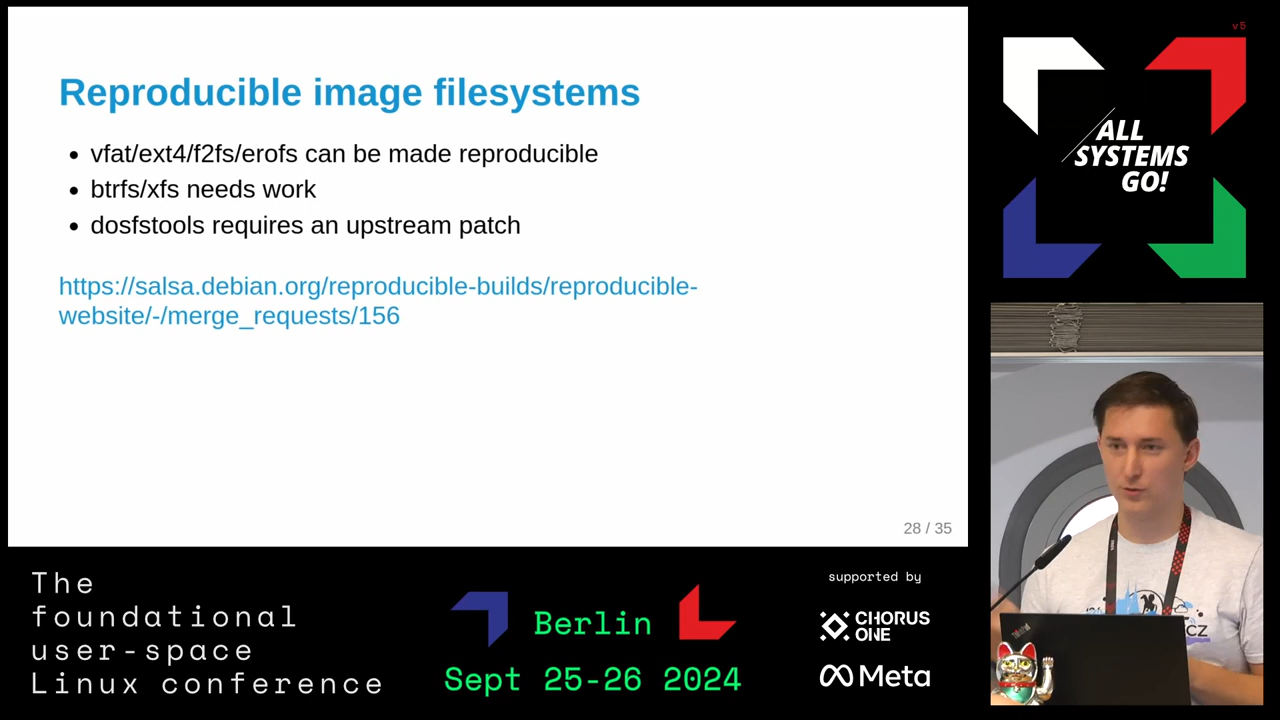 Reproducible image filesystems
vfat/ext4/f2fs/erofs can be made reproducible
btrfs/xfs needs work
dosfstools requires an upstream patch
https://salsa.debian.org/reproducible-builds/reproducible-
website/-/merge_requests/156
28 / 35
v5
ALL
SYSTEMS
GO!
The
foundational
user-space
Linux conference
Berlin
Sept 25-26 2024
supported by
CHORUS
ONE
Meta
ThinkPad
CZ